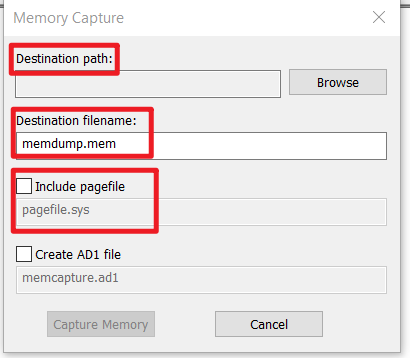 Memory Capture
Destination path:
Browse
Destination filename:
memdump.mem
Include pagefile
pagefile.sys
Create AD1 file
memcapture.ad1
Capture Memory Cancel